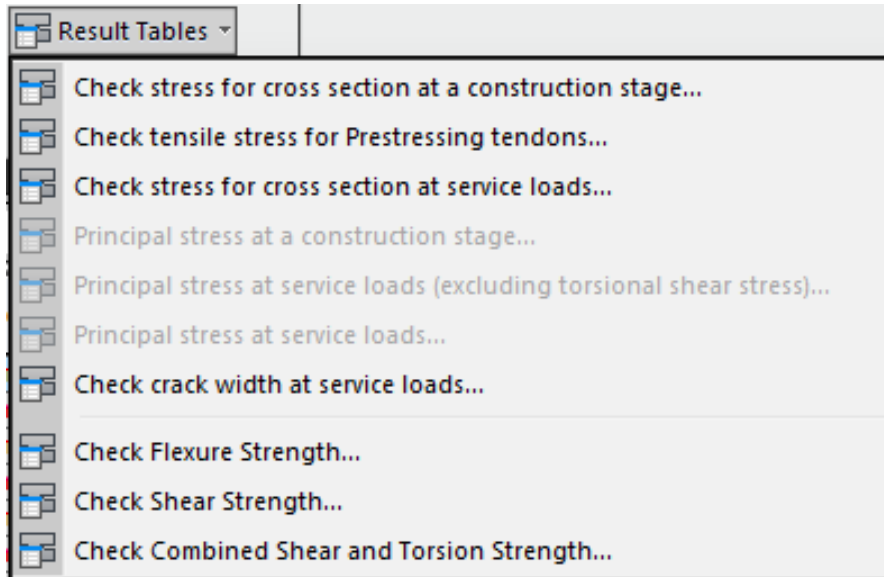 Result Tables
Check stress for cross section at a construction stage...
Check tensile stress for Prestressing tendons...
Check stress for cross section at service loads...
Principal stress at a construction stage...
Principal stress at service loads (excluding torsional shear stress)...
Principal stress at service loads...
Check crack width at service loads...
Check Flexure Strength...
Check Shear Strength...
Check Combined Shear and Torsion Strength...